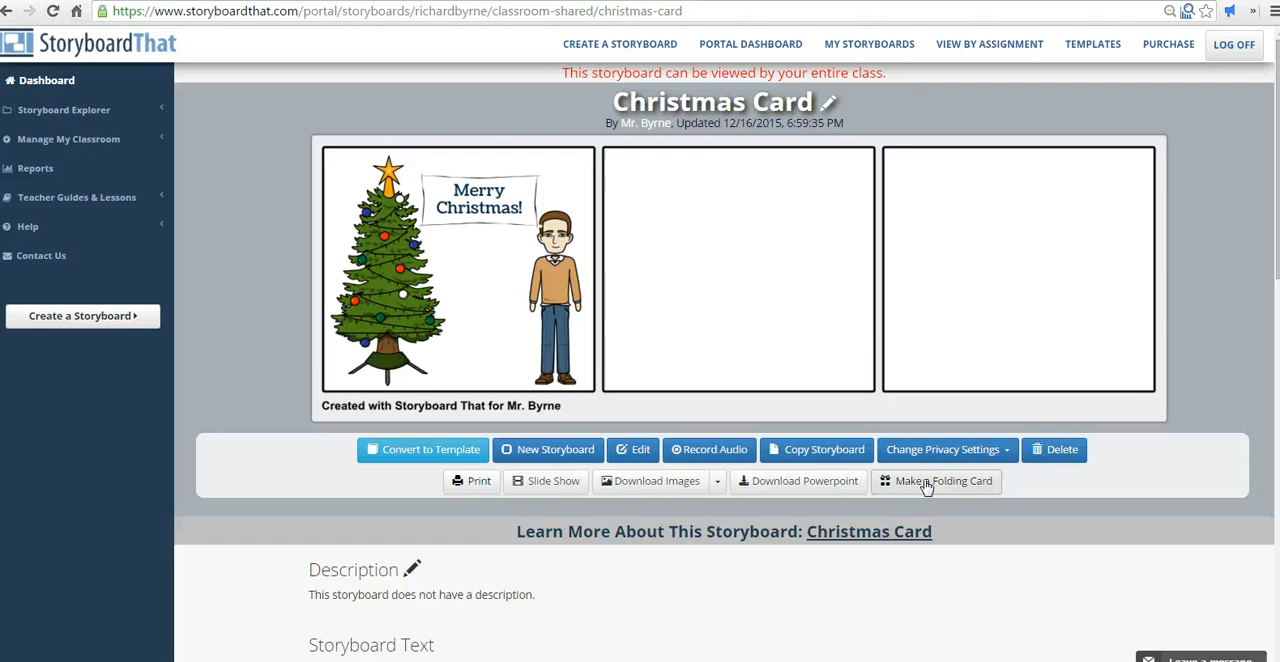 https://www.storyboardthat.com/portal/storyboards/richardbyrne/classroom-shared/christmas-card
StoryboardThat
CREATE A STORYBOARD PORTAL DASHBOARD MY STORYBOARDS VIEW BY ASSIGNMENT TEMPLATES PURCHASE LOG OFF
Dashboard
Storyboard Explorer
Manage My Classroom
Reports
Teacher Guides & Lessons
Help
Contact Us
Create a Storyboard
This storyboard can be viewed by your entire class.
Christmas Card
By Mr. Byrne, Updated 12/16/2015, 6:59:35 PM
Merry
Christmas!
Created with Storyboard That for Mr. Byrne
Convert to Template New Storyboard Edit Record Audio Copy Storyboard Change Privacy Settings Delete
Print Slide Show Download Images Download Powerpoint Make a Folding Card
Learn More About This Storyboard: Christmas Card
Description
This storyboard does not have a description.
Storyboard Text
Leave a message